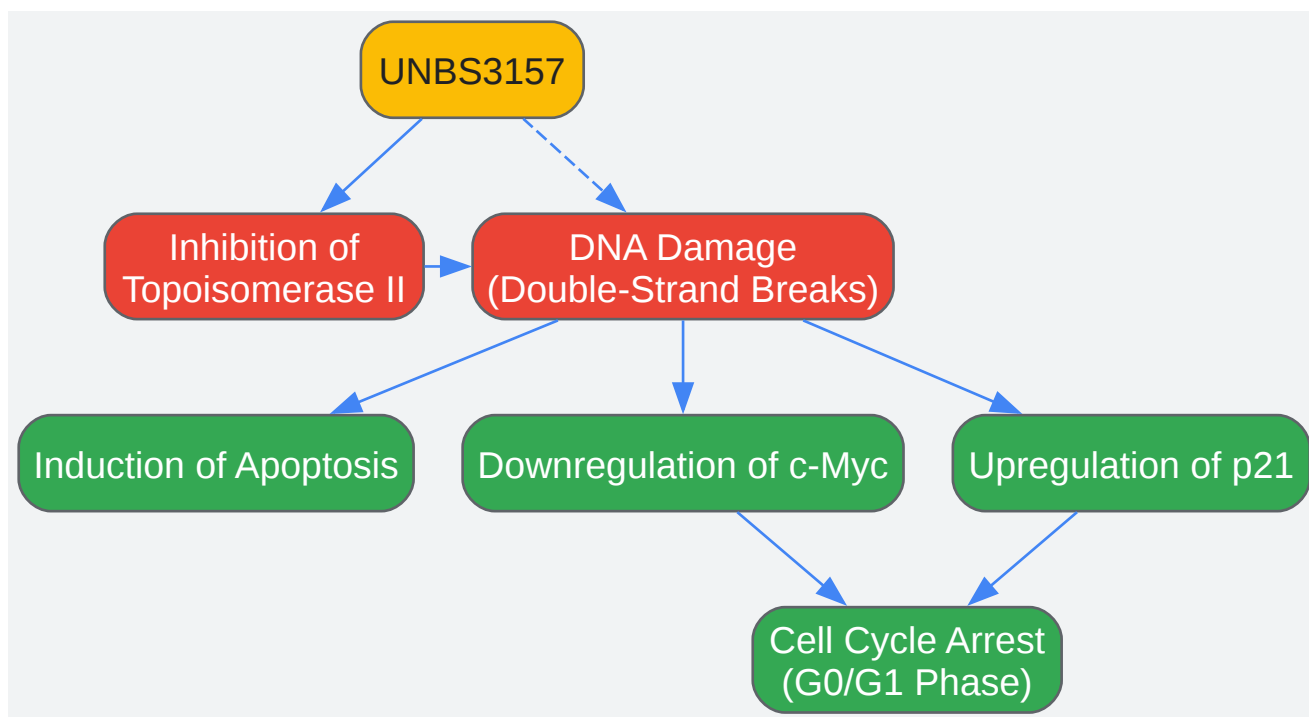 UNBS3157
Inhibition of
Topoisomerase II
DNA Damage
(Double-Strand Breaks)
Induction of Apoptosis
Downregulation of c-Myc
Upregulation of p21
Cell Cycle Arrest
(G0/G1 Phase)